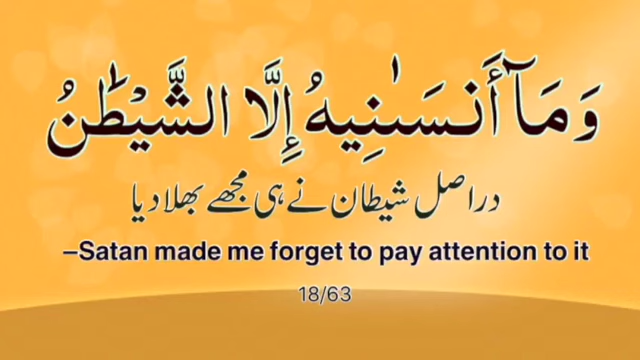 وَمَآ أَنسَىٰنِيهُ إِلَّا الشَّيْطَٰنُ
دراصل شیطان نے ہی مجھے بھلا دیا
–Satan made me forget to pay attention to it
18/63